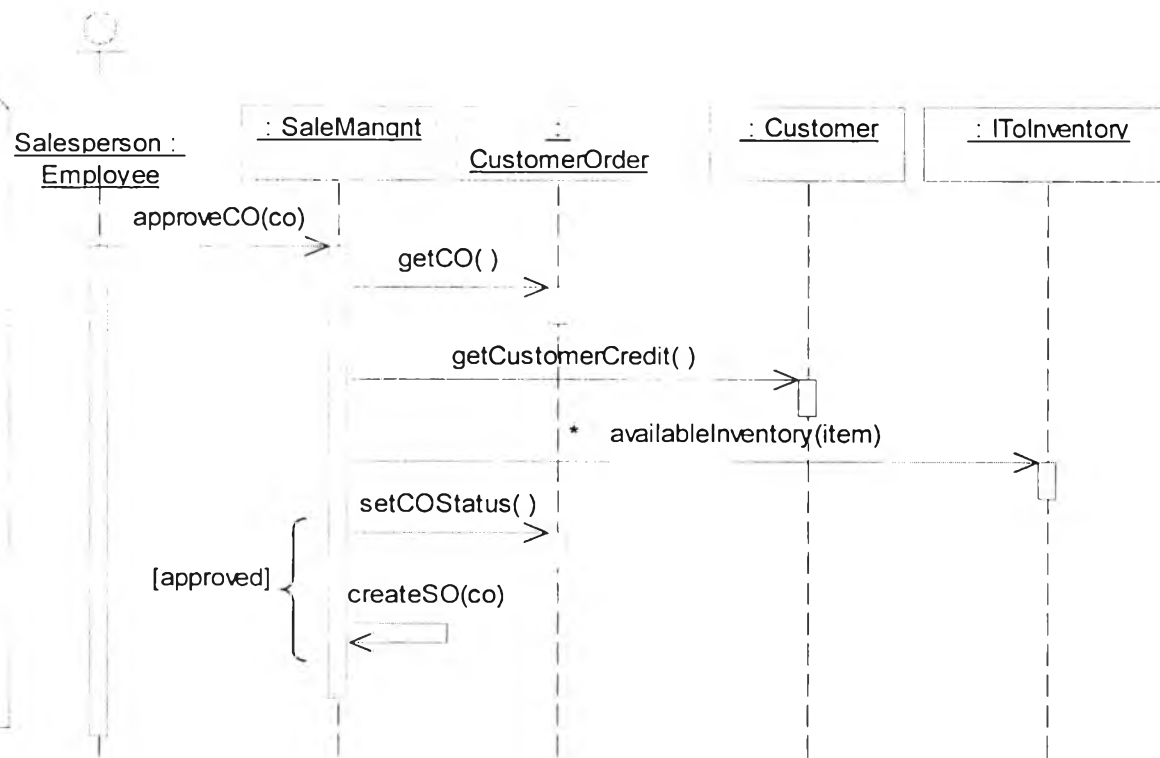 Salesperson :
Employee
: SaleMangnt
:
CustomerOrder
: Customer
: IToInventory
approveCO(co)
getCO( )
getCustomerCredit( )
* availableInventory(item)
setCOStatus( )
[approved]
createSO(co)